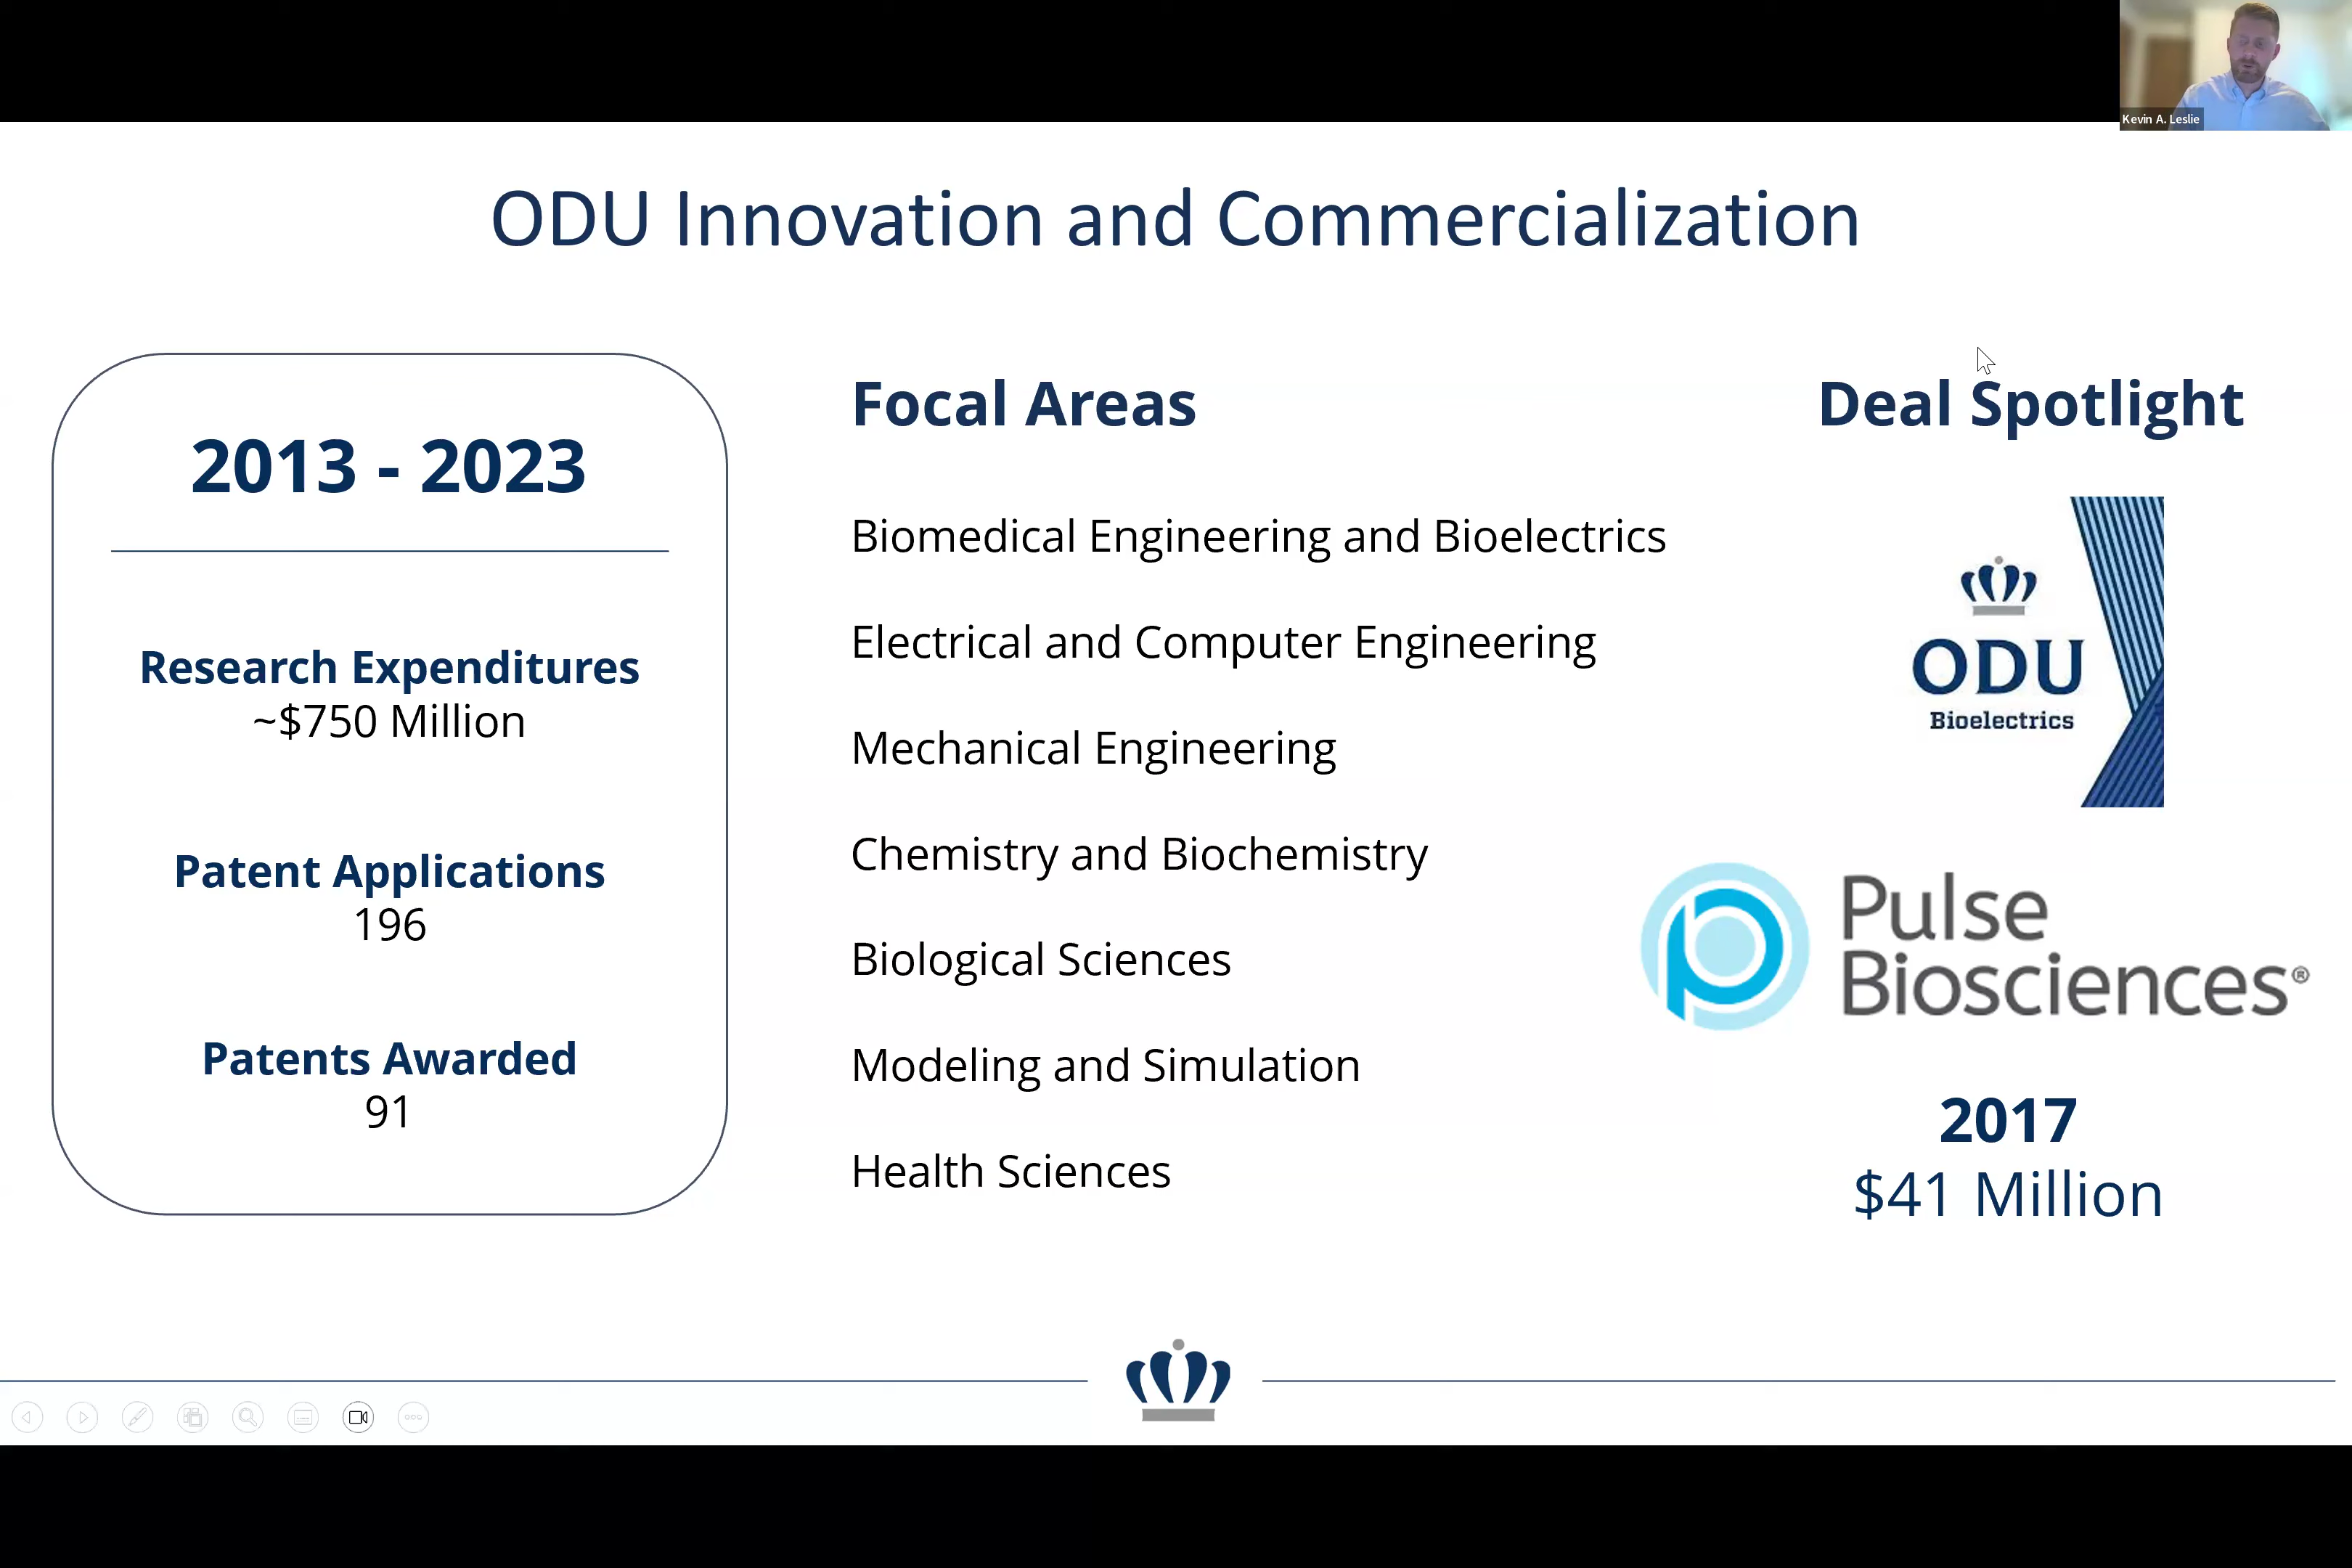 Kevin A. Leslie
ODU Innovation and Commercialization
2013 - 2023
Research Expenditures
~$750 Million
Patent Applications
196
Patents Awarded
91
Focal Areas
Biomedical Engineering and Bioelectrics
Electrical and Computer Engineering
Mechanical Engineering
Chemistry and Biochemistry
Biological Sciences
Modeling and Simulation
Health Sciences
Deal Spotlight
ODU
Bioelectrics
Pulse
Biosciences®
2017
$41 Million